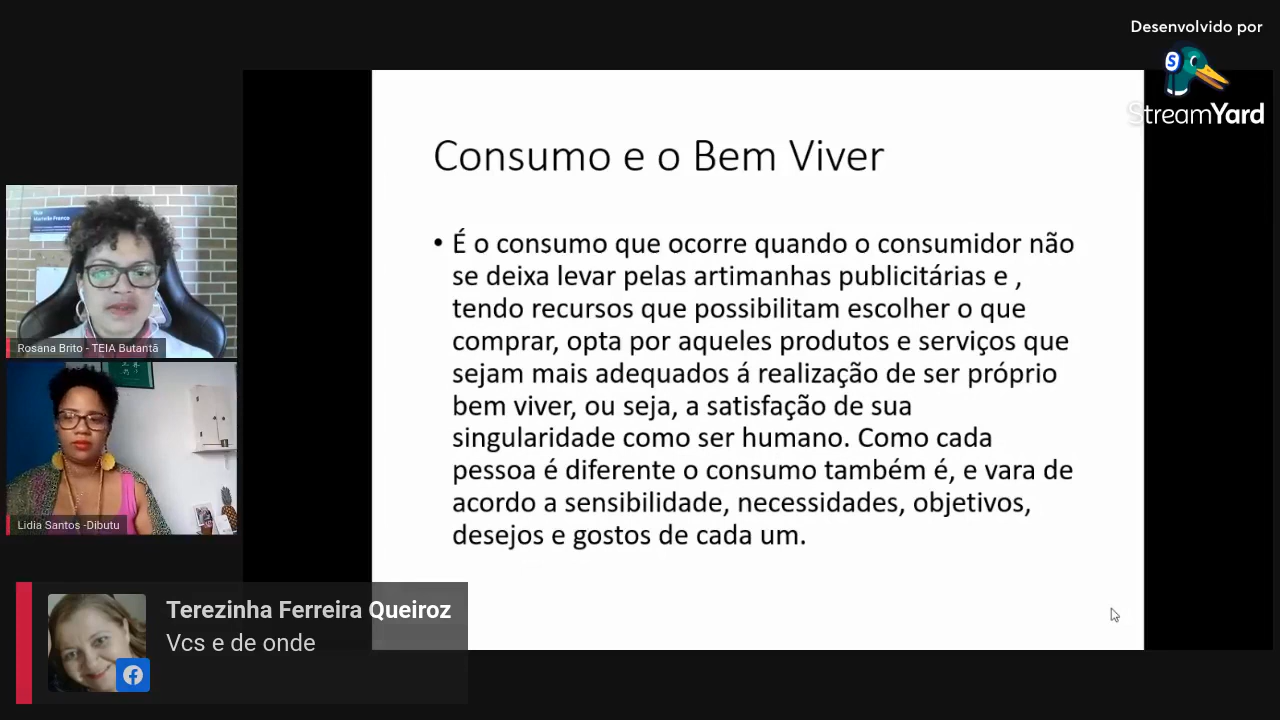 Desenvolvido por
StreamYard
Consumo e o Bem Viver
• É o consumo que ocorre quando o consumidor não
se deixa levar pelas artimanhas publicitárias e ,
tendo recursos que possibilitam escolher o que
comprar, opta por aqueles produtos e serviços que
sejam mais adequados á realização de ser próprio
bem viver, ou seja, a satisfação de sua
singularidade como ser humano. Como cada
pessoa é diferente o consumo também é, e vara de
acordo a sensibilidade, necessidades, objetivos,
desejos e gostos de cada um.
Rosana Brito - TEIA Butantã
Lidia Santos -Dibutu
Terezinha Ferreira Queiroz
Vcs e de onde